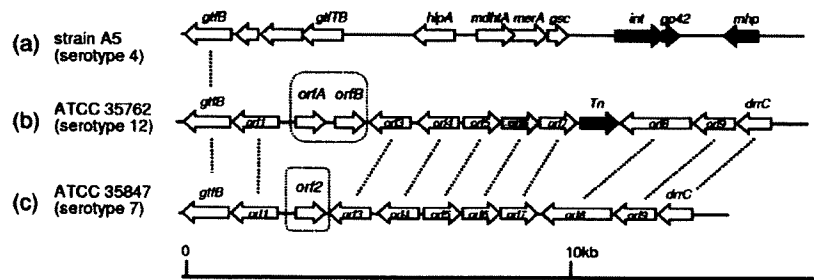 (a) strain A5 (serotype 4)
gtfB gtfTB hlpA mdhtA merA gsc int gp42 mhp
(b) ATCC 35762 (serotype 12)
gtfB orf1 orfA orfB orf3 orf4 orf5 orf6 orf7 Tn orf8 orf9 drrC
(c) ATCC 35847 (serotype 7)
gtfB orf1 orf2 orf3 orf4 orf5 orf6 orf7 orf8 orf9 drrC
0 10kb